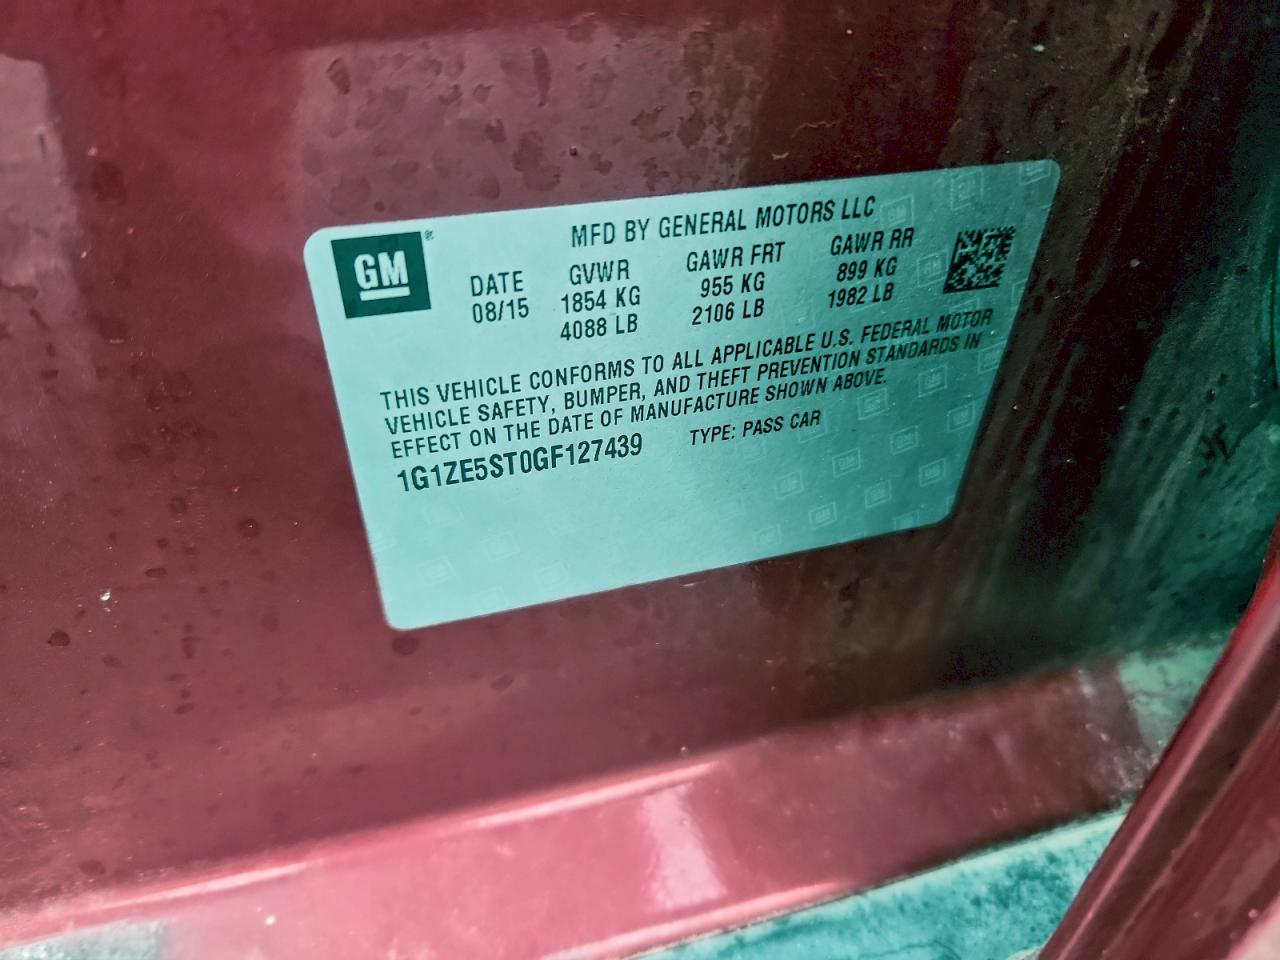 GM
MFD BY GENERAL MOTORS LLC
DATE GVWR GAWR FRT GAWR RR
08/15 1854 KG 955 KG 899 KG
4088 LB 2106 LB 1982 LB
THIS VEHICLE CONFORMS TO ALL APPLICABLE U.S. FEDERAL MOTOR
VEHICLE SAFETY, BUMPER, AND THEFT PREVENTION STANDARDS IN
EFFECT ON THE DATE OF MANUFACTURE SHOWN ABOVE.
1G1ZE5ST0GF127439 TYPE: PASS CAR